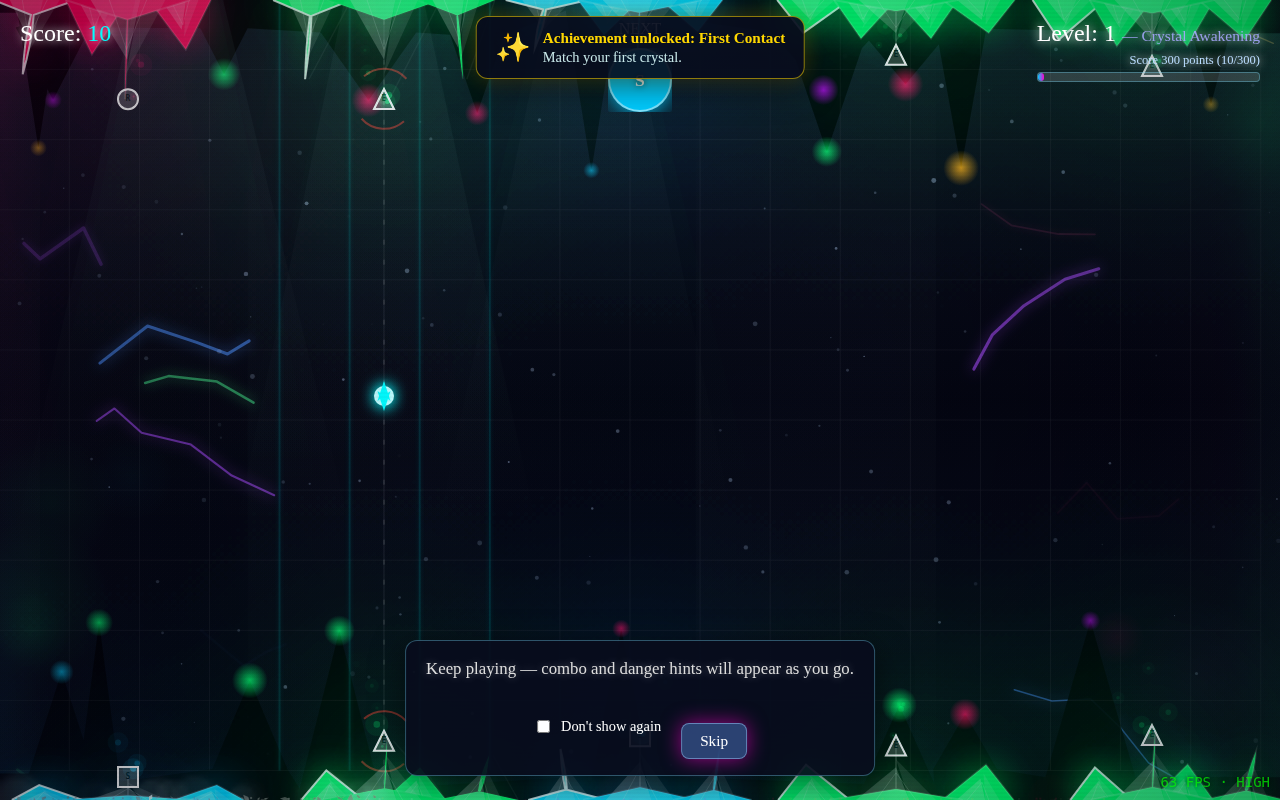 Score: 10
Achievement unlocked: First Contact
Match your first crystal.
Level: 1 — Crystal Awakening
Score 300 points (10/300)
S
Keep playing — combo and danger hints will appear as you go.
Don't show again
Skip
63 FPS · HIGH